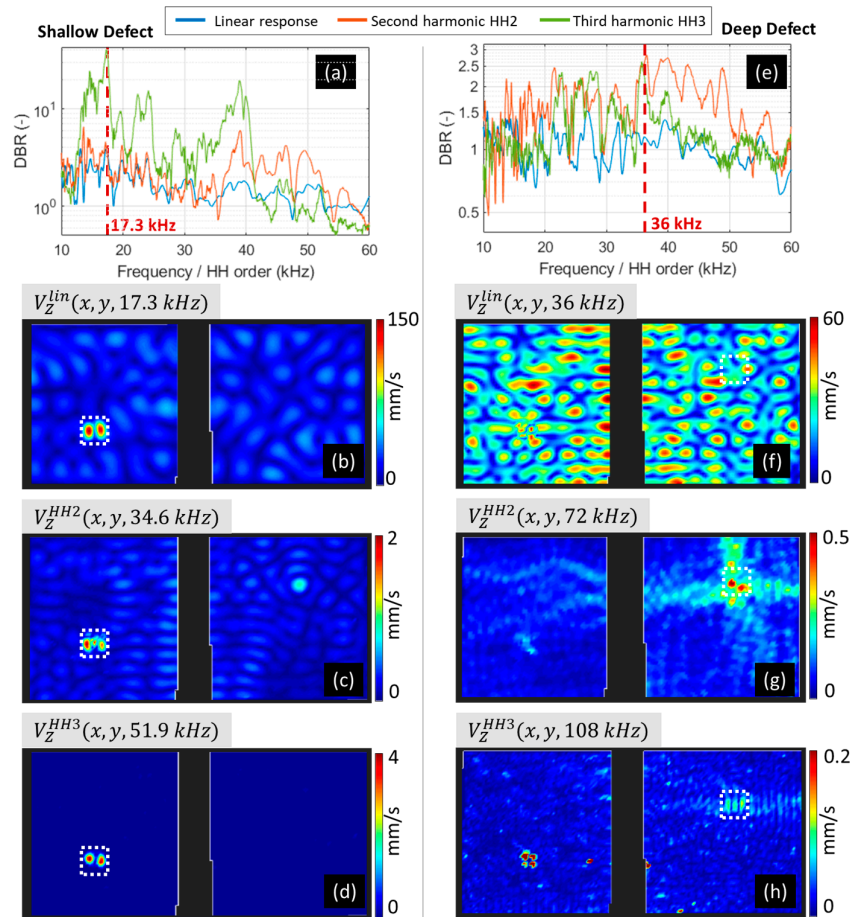 Linear response Second harmonic HH2 Third harmonic HH3
Shallow Defect
Deep Defect
(a)
DBR (-)
10¹
10⁰
17.3 kHz
10 20 30 40 50 60
Frequency / HH order (kHz)
(e)
DBR (-)
3
2.5
2
1.5
1
0.5
36 kHz
10 20 30 40 50 60
Frequency / HH order (kHz)
V_Z^{lin}(x, y, 17.3 kHz)
150
mm/s
0
(b)
V_Z^{lin}(x, y, 36 kHz)
60
mm/s
0
(f)
V_Z^{HH2}(x, y, 34.6 kHz)
2
mm/s
0
(c)
V_Z^{HH2}(x, y, 72 kHz)
0.5
mm/s
0
(g)
V_Z^{HH3}(x, y, 51.9 kHz)
4
mm/s
0
(d)
V_Z^{HH3}(x, y, 108 kHz)
0.2
mm/s
0
(h)